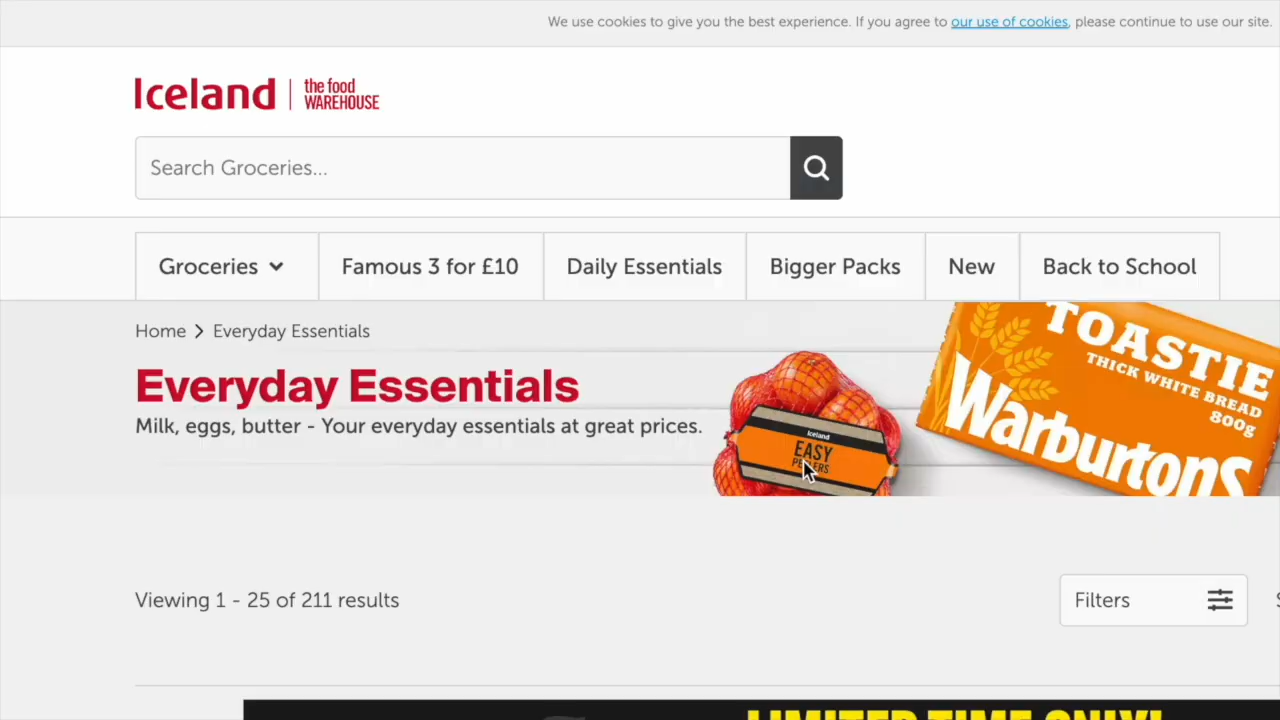 We use cookies to give you the best experience. If you agree to our use of cookies, please continue to use our site.
Iceland
the food
WAREHOUSE
Search Groceries...
Groceries
Famous 3 for £10
Daily Essentials
Bigger Packs
New
Back to School
Home > Everyday Essentials
Everyday Essentials
Milk, eggs, butter - Your everyday essentials at great prices.
Iceland
EASY
PEELERS
TOASTIE
THICK WHITE BREAD
800g
Warburtons
Viewing 1 - 25 of 211 results
Filters
LIMITED TIME ONLY!